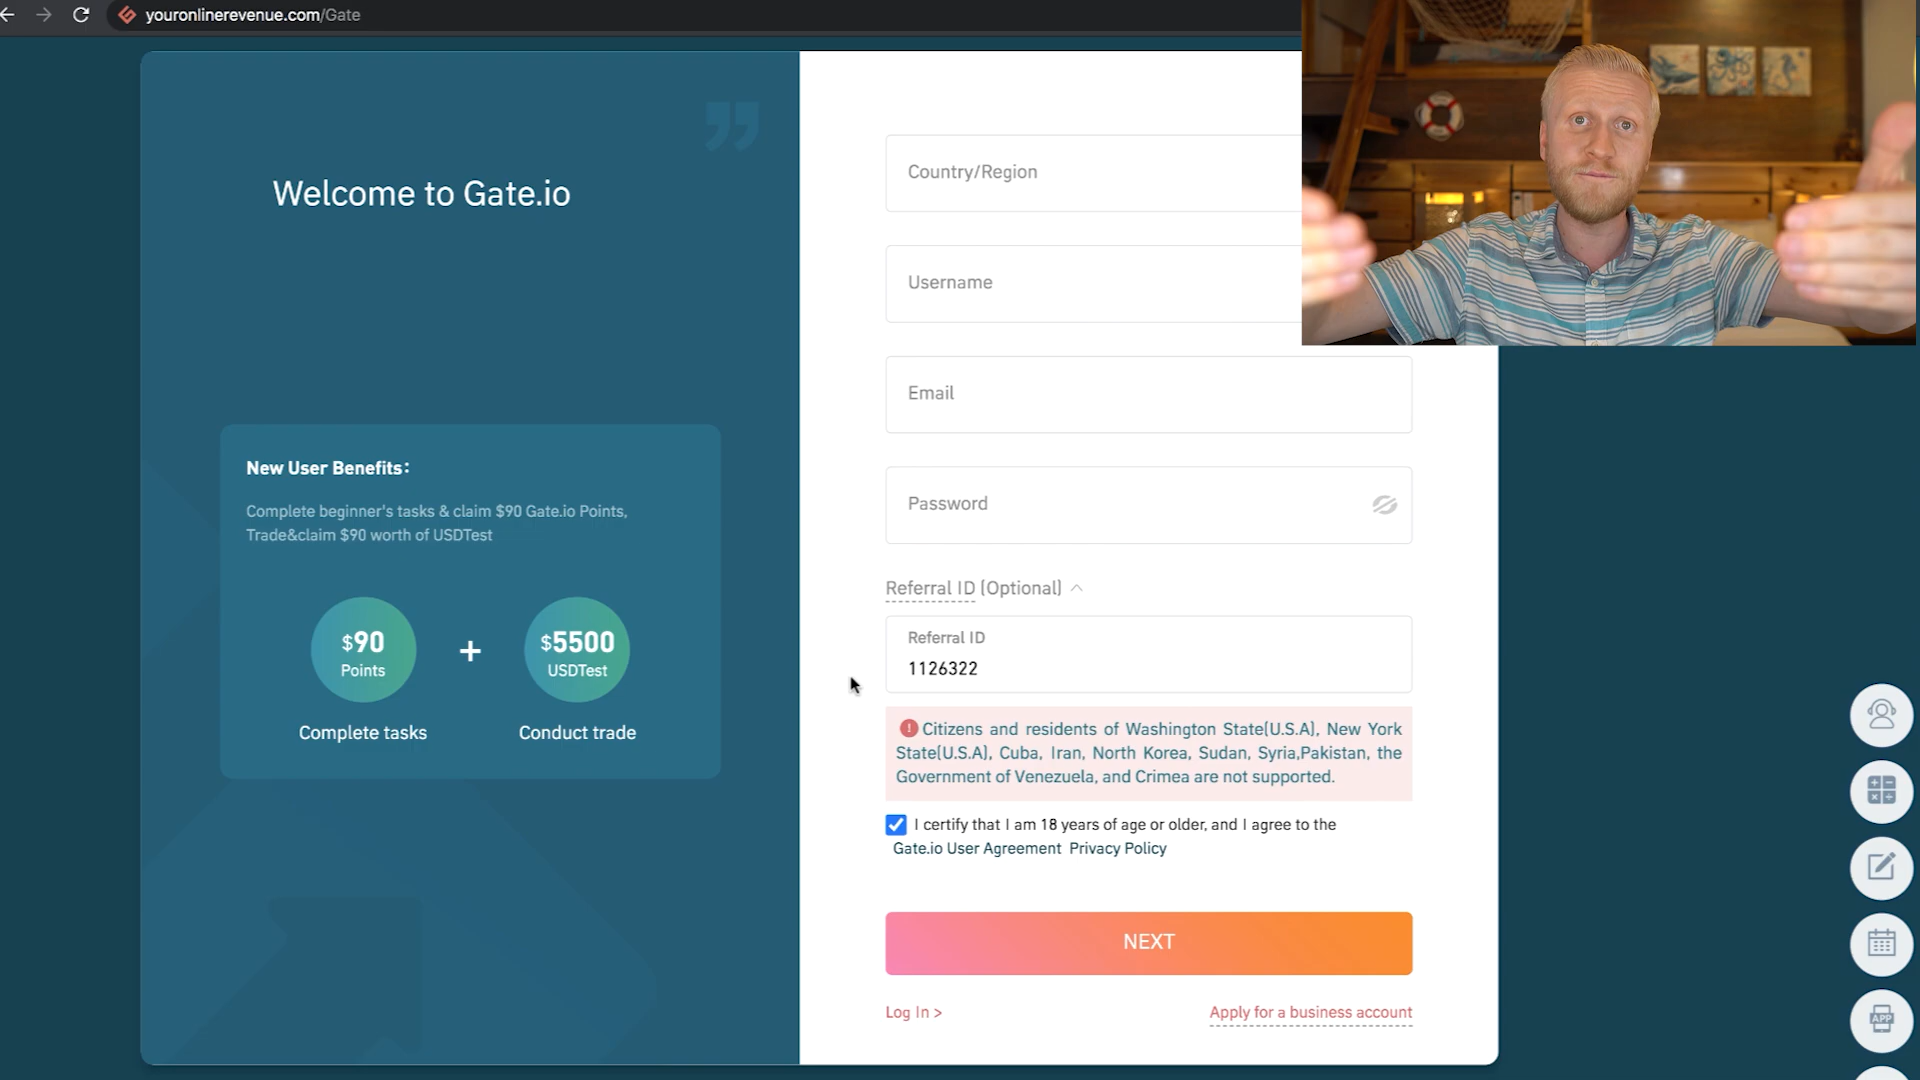 youronlinerevenue.com/Gate
Welcome to Gate.io
New User Benefits:
Complete beginner's tasks & claim $90 Gate.io Points,
Trade&claim $90 worth of USDTest
$90
Points
+
$5500
USDTest
Complete tasks
Conduct trade
Country/Region
Username
Email
Password
Referral ID (Optional)
Referral ID
1126322
Citizens and residents of Washington State(U.S.A), New York
State(U.S.A), Cuba, Iran, North Korea, Sudan, Syria,Pakistan, the
Government of Venezuela, and Crimea are not supported.
I certify that I am 18 years of age or older, and I agree to the
Gate.io User Agreement Privacy Policy
NEXT
Log In >
Apply for a business account
APP